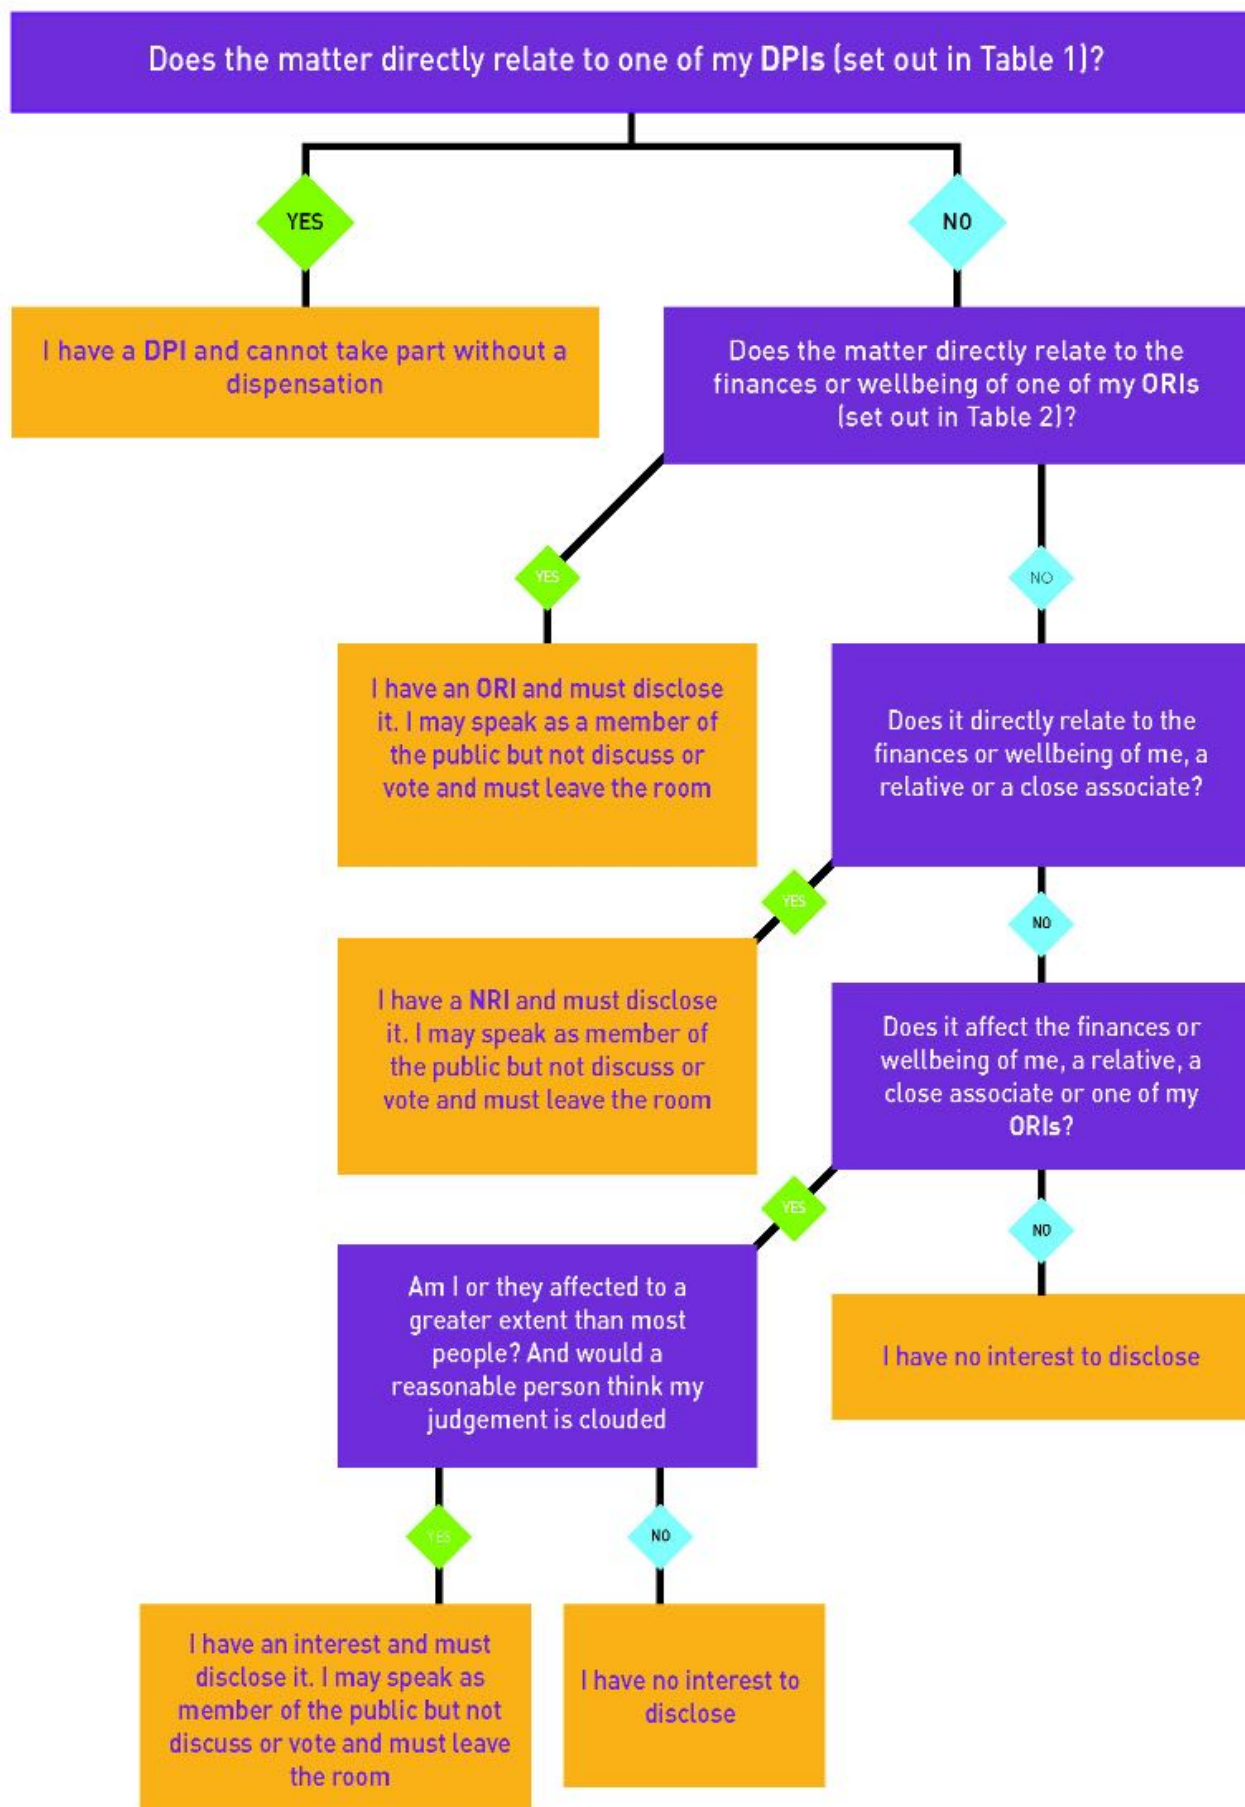 Does the matter directly relate to one of my DPIs (set out in Table 1)?
YES
NO
I have a DPI and cannot take part without a
dispensation
Does the matter directly relate to the
finances or wellbeing of one of my ORIs
(set out in Table 2)?
YES
NO
I have an ORI and must disclose
it. I may speak as a member of
the public but not discuss or
vote and must leave the room
Does it directly relate to the
finances or wellbeing of me, a
relative or a close associate?
YES
NO
I have a NRI and must disclose
it. I may speak as member of
the public but not discuss or
vote and must leave the room
Does it affect the finances or
wellbeing of me, a relative, a
close associate or one of my
ORIs?
YES
NO
Am I or they affected to a
greater extent than most
people? And would a
reasonable person think my
judgement is clouded
I have no interest to disclose
YES
NO
I have an interest and must
disclose it. I may speak as
member of the public but not
discuss or vote and must leave
the room
I have no interest to
disclose